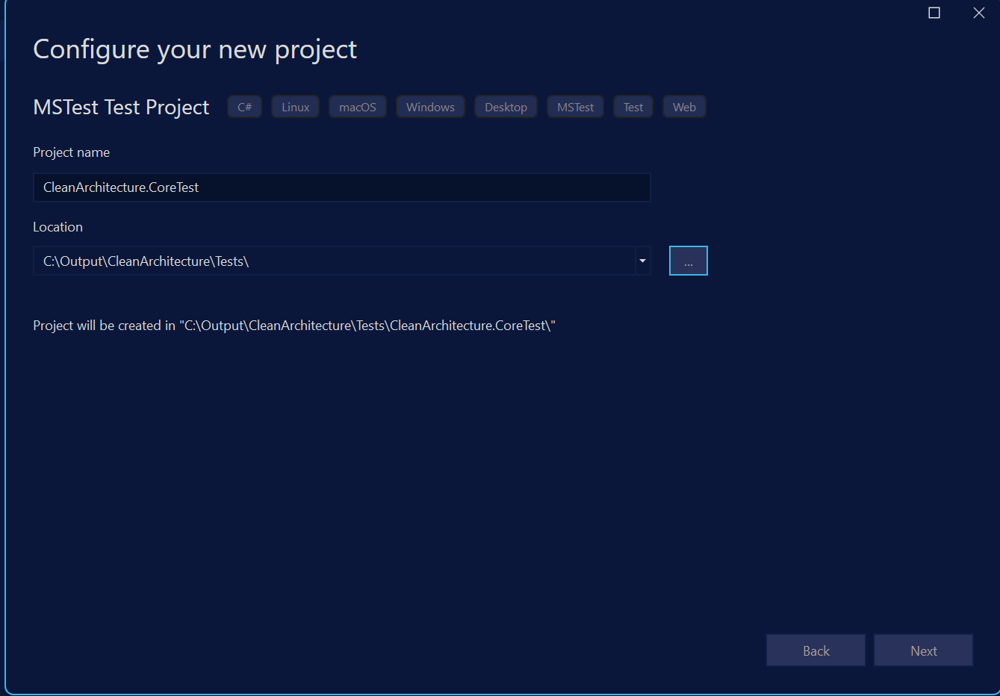 Configure your new project
MSTest Test Project C# Linux macOS Windows Desktop MSTest Test Web
Project name
CleanArchitecture.CoreTest
Location
C:\Output\CleanArchitecture\Tests\ ...
Project will be created in "C:\Output\CleanArchitecture\Tests\CleanArchitecture.CoreTest\"
Back Next